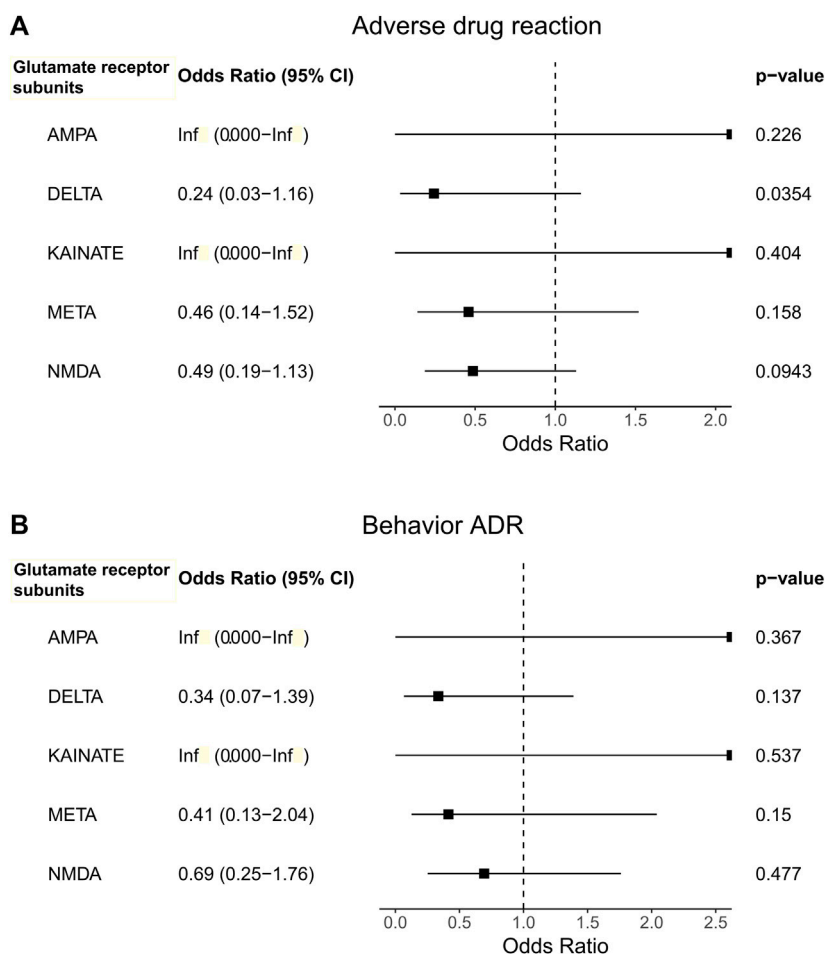 A
Adverse drug reaction
Glutamate receptor subunits Odds Ratio (95% CI) p−value
AMPA Inf (0.000−Inf ) 0.226
DELTA 0.24 (0.03−1.16) 0.0354
KAINATE Inf (0.000−Inf ) 0.404
META 0.46 (0.14−1.52) 0.158
NMDA 0.49 (0.19−1.13) 0.0943
0.0 0.5 1.0 1.5 2.0
Odds Ratio
B
Behavior ADR
Glutamate receptor subunits Odds Ratio (95% CI) p−value
AMPA Inf (0.000−Inf ) 0.367
DELTA 0.34 (0.07−1.39) 0.137
KAINATE Inf (0.000−Inf ) 0.537
META 0.41 (0.13−2.04) 0.15
NMDA 0.69 (0.25−1.76) 0.477
0.0 0.5 1.0 1.5 2.0 2.5
Odds Ratio